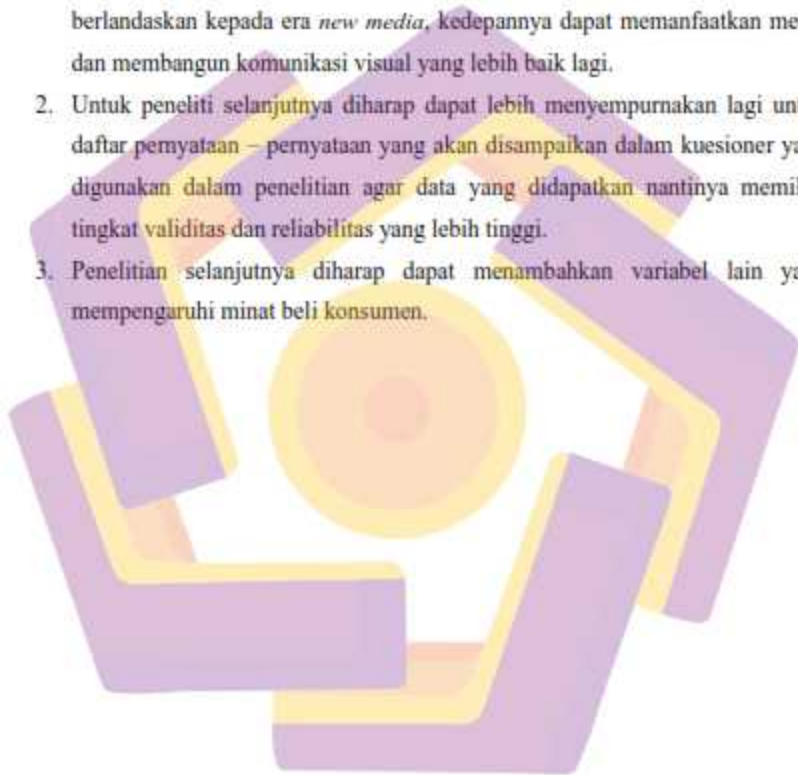 berlandaskan kepada era new media, kedepannya dapat memanfaatkan me
dan membangun komunikasi visual yang lebih baik lagi.
2. Untuk peneliti selanjutnya diharap dapat lebih menyempurnakan lagi un
daftar pernyataan – pernyataan yang akan disampaikan dalam kuesioner ya
digunakan dalam penelitian agar data yang didapatkan nantinya memil
tingkat validitas dan reliabilitas yang lebih tinggi.
3. Penelitian selanjutnya diharap dapat menambahkan variabel lain ya
mempengaruhi minat beli konsumen.